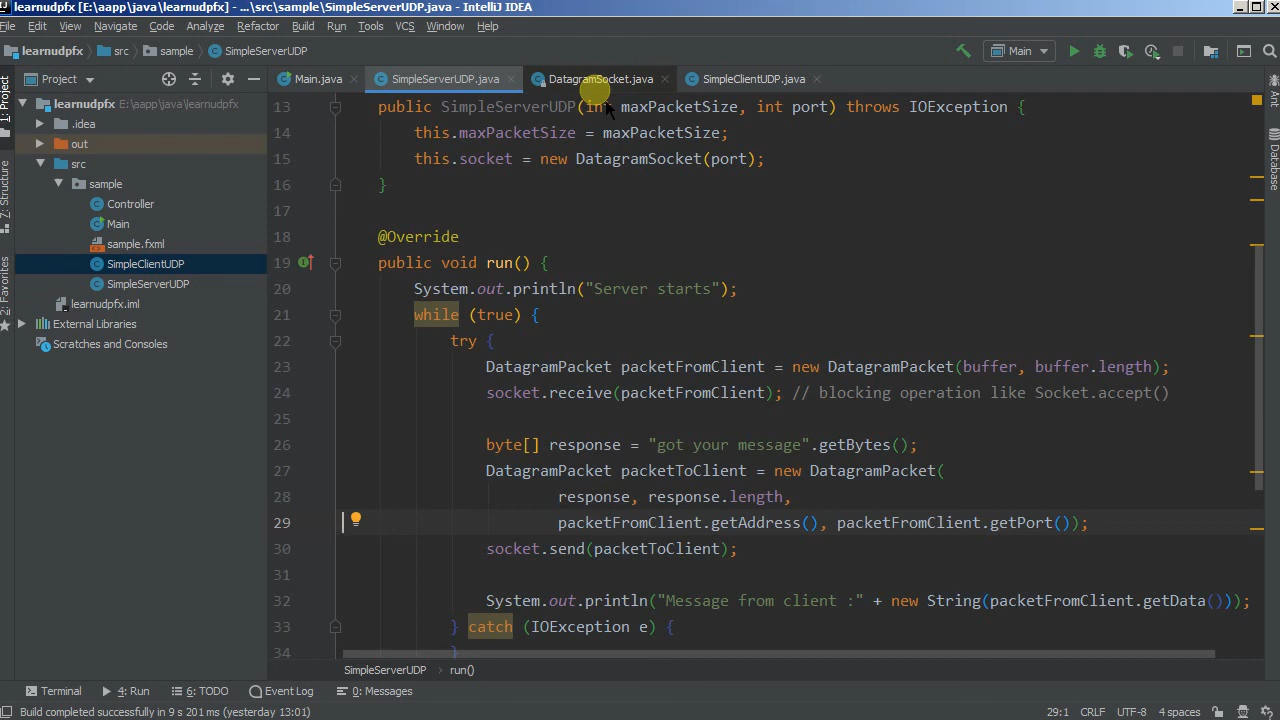 learnudpfx [E:\aapp\java\learnudpfx] - ...\src\sample\SimpleServerUDP.java - IntelliJ IDEA
File Edit View Navigate Code Analyze Refactor Build Run Tools VCS Window Help
learnudpfx src sample SimpleServerUDP Main
Project Main.java SimpleServerUDP.java DatagramSocket.java SimpleClientUDP.java
1: Project
7: Structure
2: Favorites
Ant
Database
learnudpfx E:\aapp\java\learnudpfx
.idea
out
src
sample
Controller
Main
sample.fxml
SimpleClientUDP
SimpleServerUDP
learnudpfx.iml
External Libraries
Scratches and Consoles
13 public SimpleServerUDP(int maxPacketSize, int port) throws IOException {
14 this.maxPacketSize = maxPacketSize;
15 this.socket = new DatagramSocket(port);
16 }
17
18 @Override
19 public void run() {
20 System.out.println("Server starts");
21 while (true) {
22 try {
23 DatagramPacket packetFromClient = new DatagramPacket(buffer, buffer.length);
24 socket.receive(packetFromClient); // blocking operation like Socket.accept()
25
26 byte[] response = "got your message".getBytes();
27 DatagramPacket packetToClient = new DatagramPacket(
28 response, response.length,
29 packetFromClient.getAddress(), packetFromClient.getPort());
30 socket.send(packetToClient);
31
32 System.out.println("Message from client :" + new String(packetFromClient.getData()));
33 } catch (IOException e) {
34 }
SimpleServerUDP run()
Terminal 4: Run 6: TODO Event Log 0: Messages
Build completed successfully in 9 s 201 ms (yesterday 13:01) 29:1 CRLF UTF-8 4 spaces